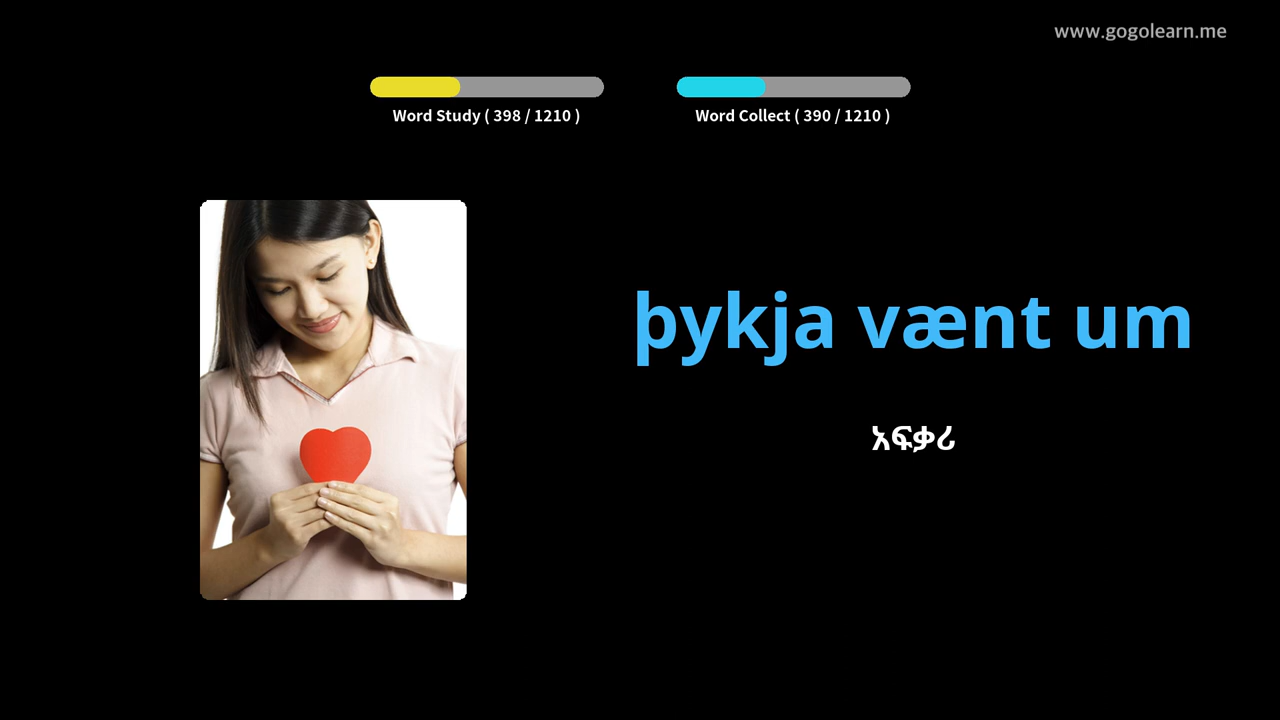 www.gogolearn.me
Word Study ( 398 / 1210 )
Word Collect ( 390 / 1210 )
þykja vænt um
አፍቃሪ